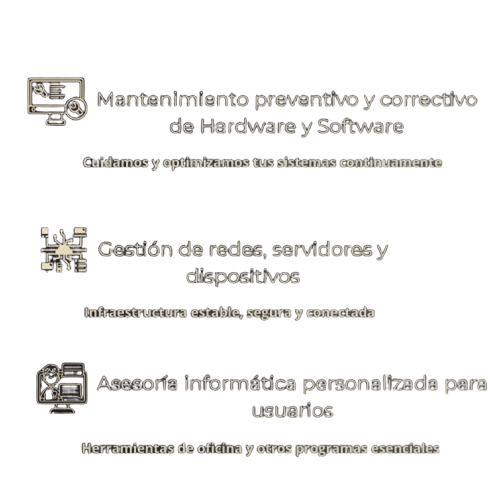 Mantenimiento preventivo y correctivo
de Hardware y Software
Cuidamos y optimizamos tus sistemas continuamente
Gestión de redes, servidores y
dispositivos
Infraestructura estable, segura y conectada
Asesoría informática personalizada para
usuarios
Herramientas de oficina y otros programas esenciales